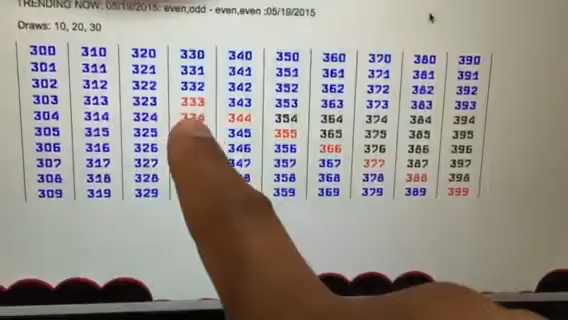 TRENDING NOW: 05/19/2015: even,odd - even,even :05/19/2015
Draws: 10, 20, 30
300 310 320 330 340 350 360 370 380 390
301 311 321 331 341 351 361 371 381 391
302 312 322 332 342 352 362 372 382 392
303 313 323 333 343 353 363 373 383 393
304 314 324 334 344 354 364 374 384 394
305 315 325 345 355 365 375 385 395
306 316 326 346 356 366 376 386 396
307 317 327 347 357 367 377 387 397
308 318 328 358 368 378 388 398
309 319 329 359 369 379 389 399